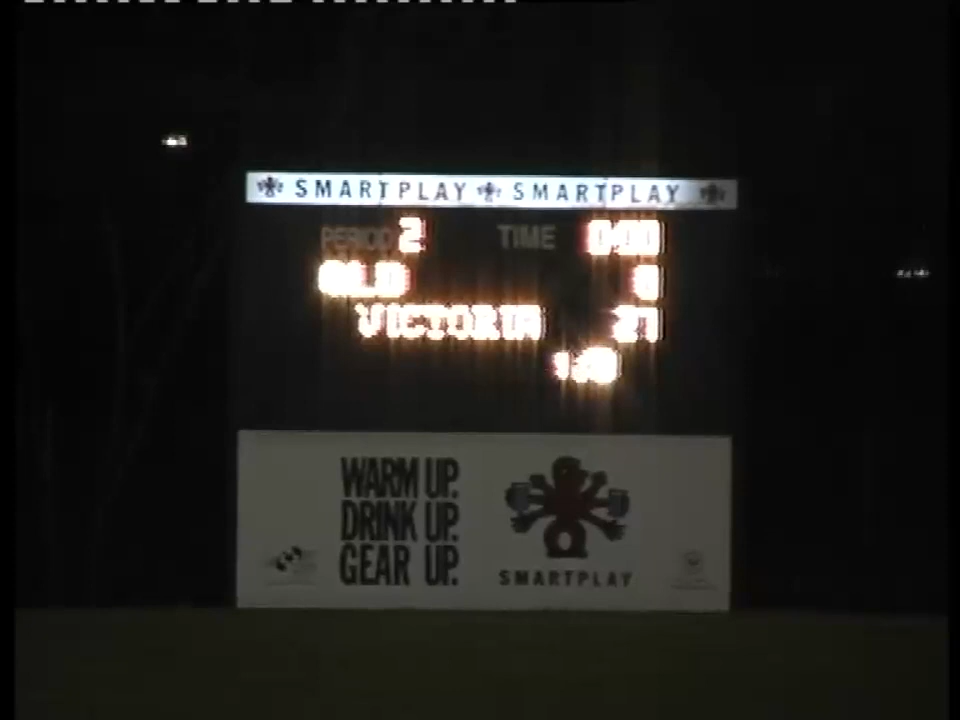 SMARTPLAY SMARTPLAY
PERIOD 2 TIME 0:00
QLD 0
VICTORIA 27
WARM UP.
DRINK UP.
GEAR UP.
SMARTPLAY